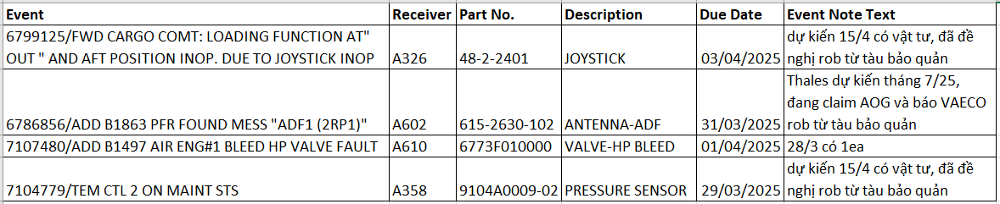 Event Receiver Part No. Description Due Date Event Note Text
6799125/FWD CARGO COMT: LOADING FUNCTION AT"
OUT " AND AFT POSITION INOP. DUE TO JOYSTICK INOP A326 48-2-2401 JOYSTICK 03/04/2025 dự kiến 15/4 có vật tư, đã đề
nghị rob từ tàu bảo quản
6786856/ADD B1863 PFR FOUND MESS "ADF1 (2RP1)" A602 615-2630-102 ANTENNA-ADF 31/03/2025 Thales dự kiến tháng 7/25,
đang claim AOG và báo VAECO
rob từ tàu bảo quản
7107480/ADD B1497 AIR ENG#1 BLEED HP VALVE FAULT A610 6773F010000 VALVE-HP BLEED 01/04/2025 28/3 có 1ea
7104779/TEM CTL 2 ON MAINT STS A358 9104A0009-02 PRESSURE SENSOR 29/03/2025 dự kiến 15/4 có vật tư, đã đề
nghị rob từ tàu bảo quản